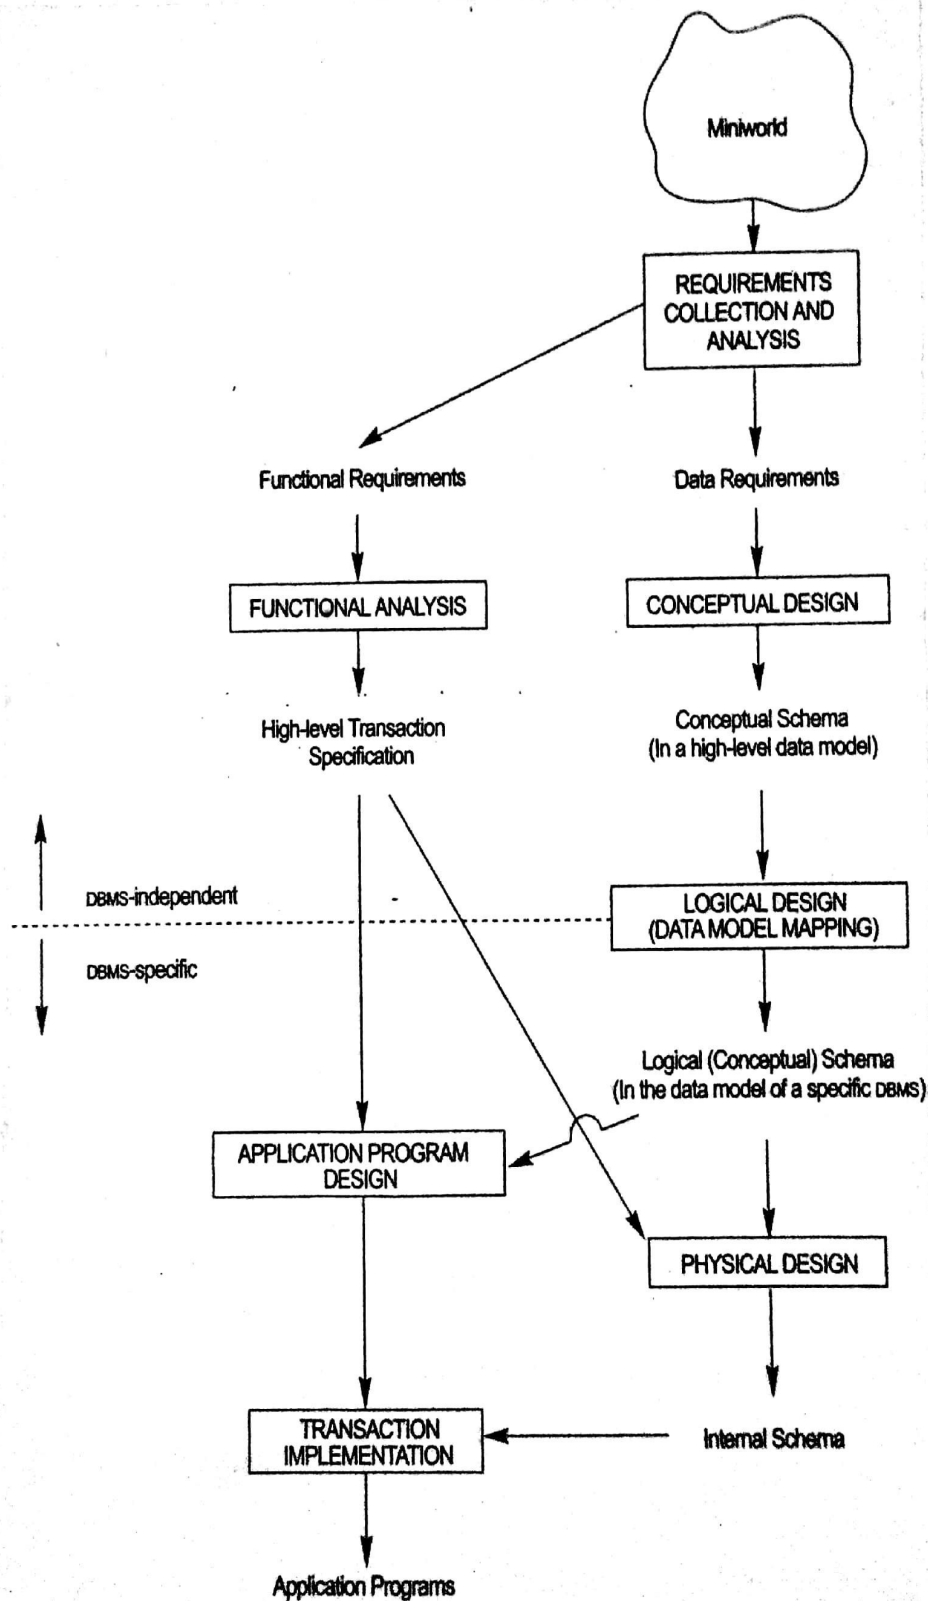 Miniworld
REQUIREMENTS
COLLECTION AND
ANALYSIS
Functional Requirements
Data Requirements
FUNCTIONAL ANALYSIS
CONCEPTUAL DESIGN
High-level Transaction
Specification
Conceptual Schema
(In a high-level data model)
DBMS-independent
LOGICAL DESIGN
(DATA MODEL MAPPING)
DBMS-specific
Logical (Conceptual) Schema
(In the data model of a specific DBMS)
APPLICATION PROGRAM
DESIGN
PHYSICAL DESIGN
TRANSACTION
IMPLEMENTATION
Internal Schema
Application Programs